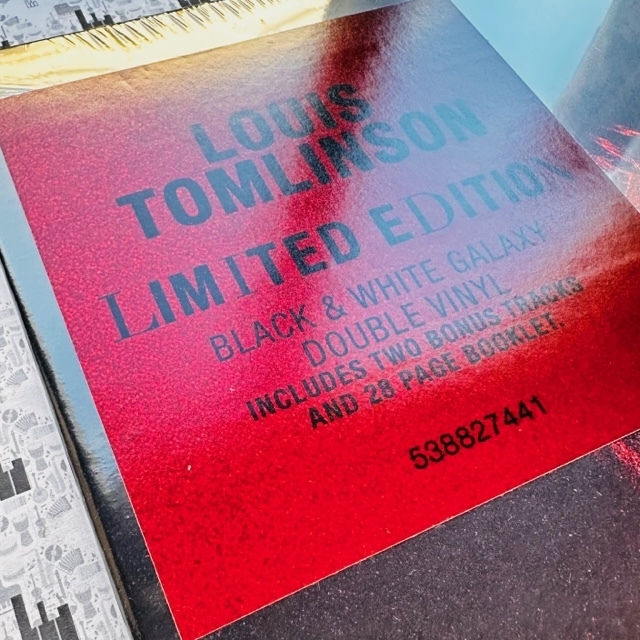 LOUIS
TOMLINSON
LIMITED EDITION
BLACK & WHITE GALAXY
DOUBLE VINYL
INCLUDES TWO BONUS TRACKS
AND 28 PAGE BOOKLET.
538827441